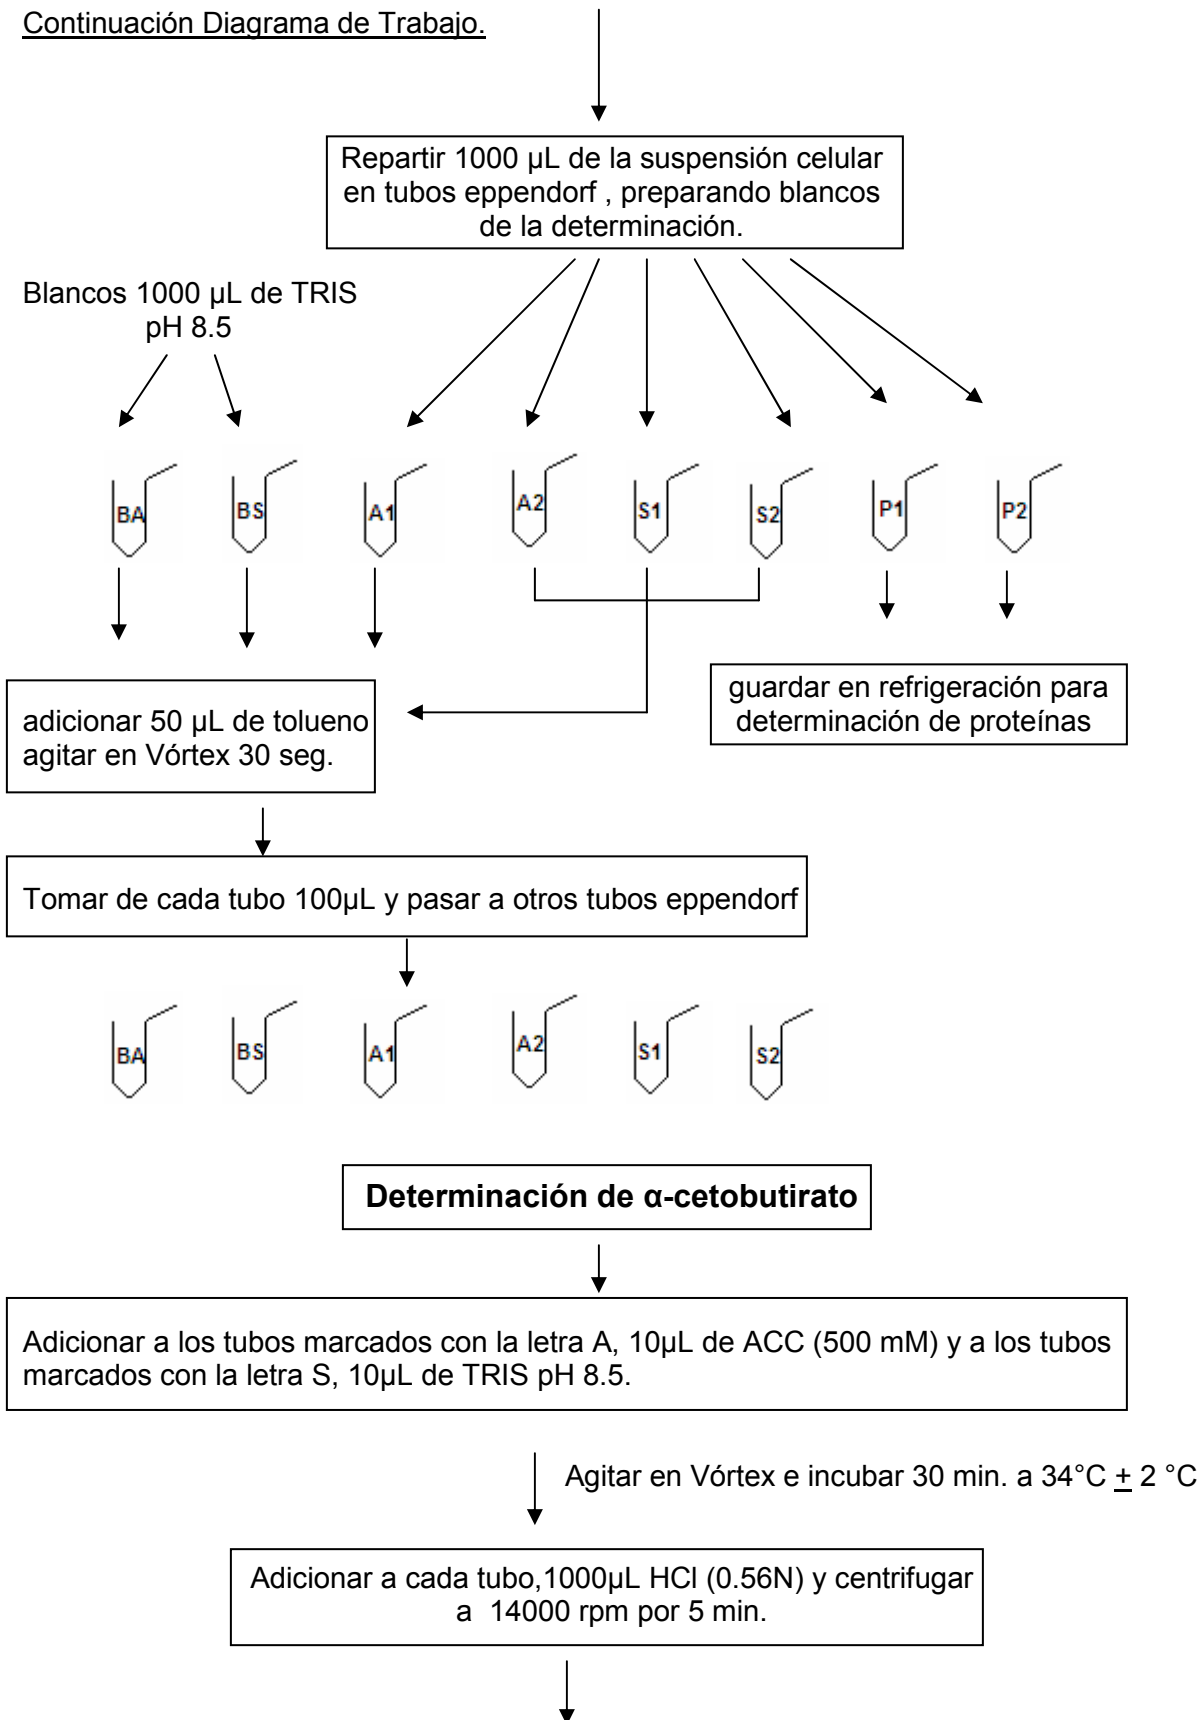 Continuación Diagrama de Trabajo.
Repartir 1000 µL de la suspensión celular
en tubos eppendorf , preparando blancos
de la determinación.
Blancos 1000 µL de TRIS
pH 8.5
BA BS A1 A2 S1 S2 P1 P2
adicionar 50 µL de tolueno
agitar en Vórtex 30 seg.
guardar en refrigeración para
determinación de proteínas
Tomar de cada tubo 100µL y pasar a otros tubos eppendorf
BA BS A1 A2 S1 S2
Determinación de α-cetobutirato
Adicionar a los tubos marcados con la letra A, 10µL de ACC (500 mM) y a los tubos
marcados con la letra S, 10µL de TRIS pH 8.5.
Agitar en Vórtex e incubar 30 min. a 34°C ± 2 °C
Adicionar a cada tubo,1000µL HCl (0.56N) y centrifugar
a 14000 rpm por 5 min.